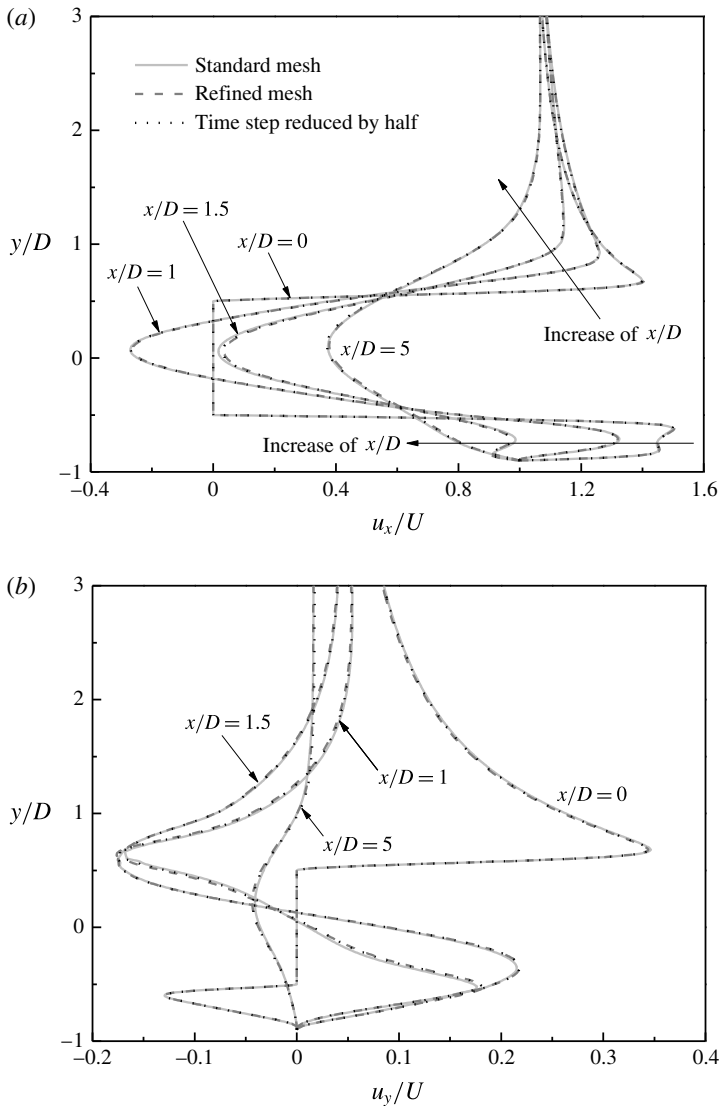 (a)
3
2
1
0
−1
y/D
Standard mesh
Refined mesh
Time step reduced by half
x/D = 1.5
x/D = 0
x/D = 1
x/D = 5
Increase of x/D
Increase of x/D
−0.4 0 0.4 0.8 1.2 1.6
u_x/U
(b)
3
2
1
0
−1
y/D
x/D = 1.5
x/D = 1
x/D = 0
x/D = 5
−0.2 −0.1 0 0.1 0.2 0.3 0.4
u_y/U